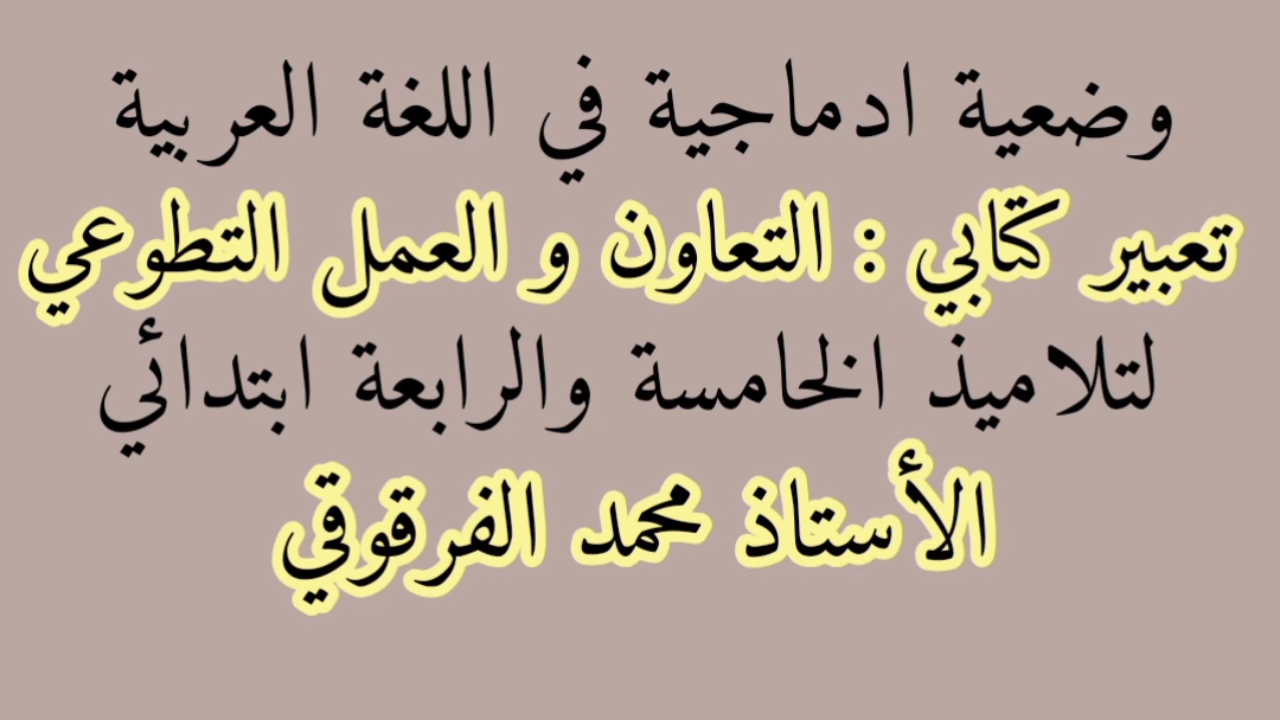 وضعية ادماجية في اللغة العربية
تعبير كتابي : التعاون و العمل التطوعي
لتلاميذ الخامسة والرابعة ابتدائي
الأستاذ محمد الفرقوقي